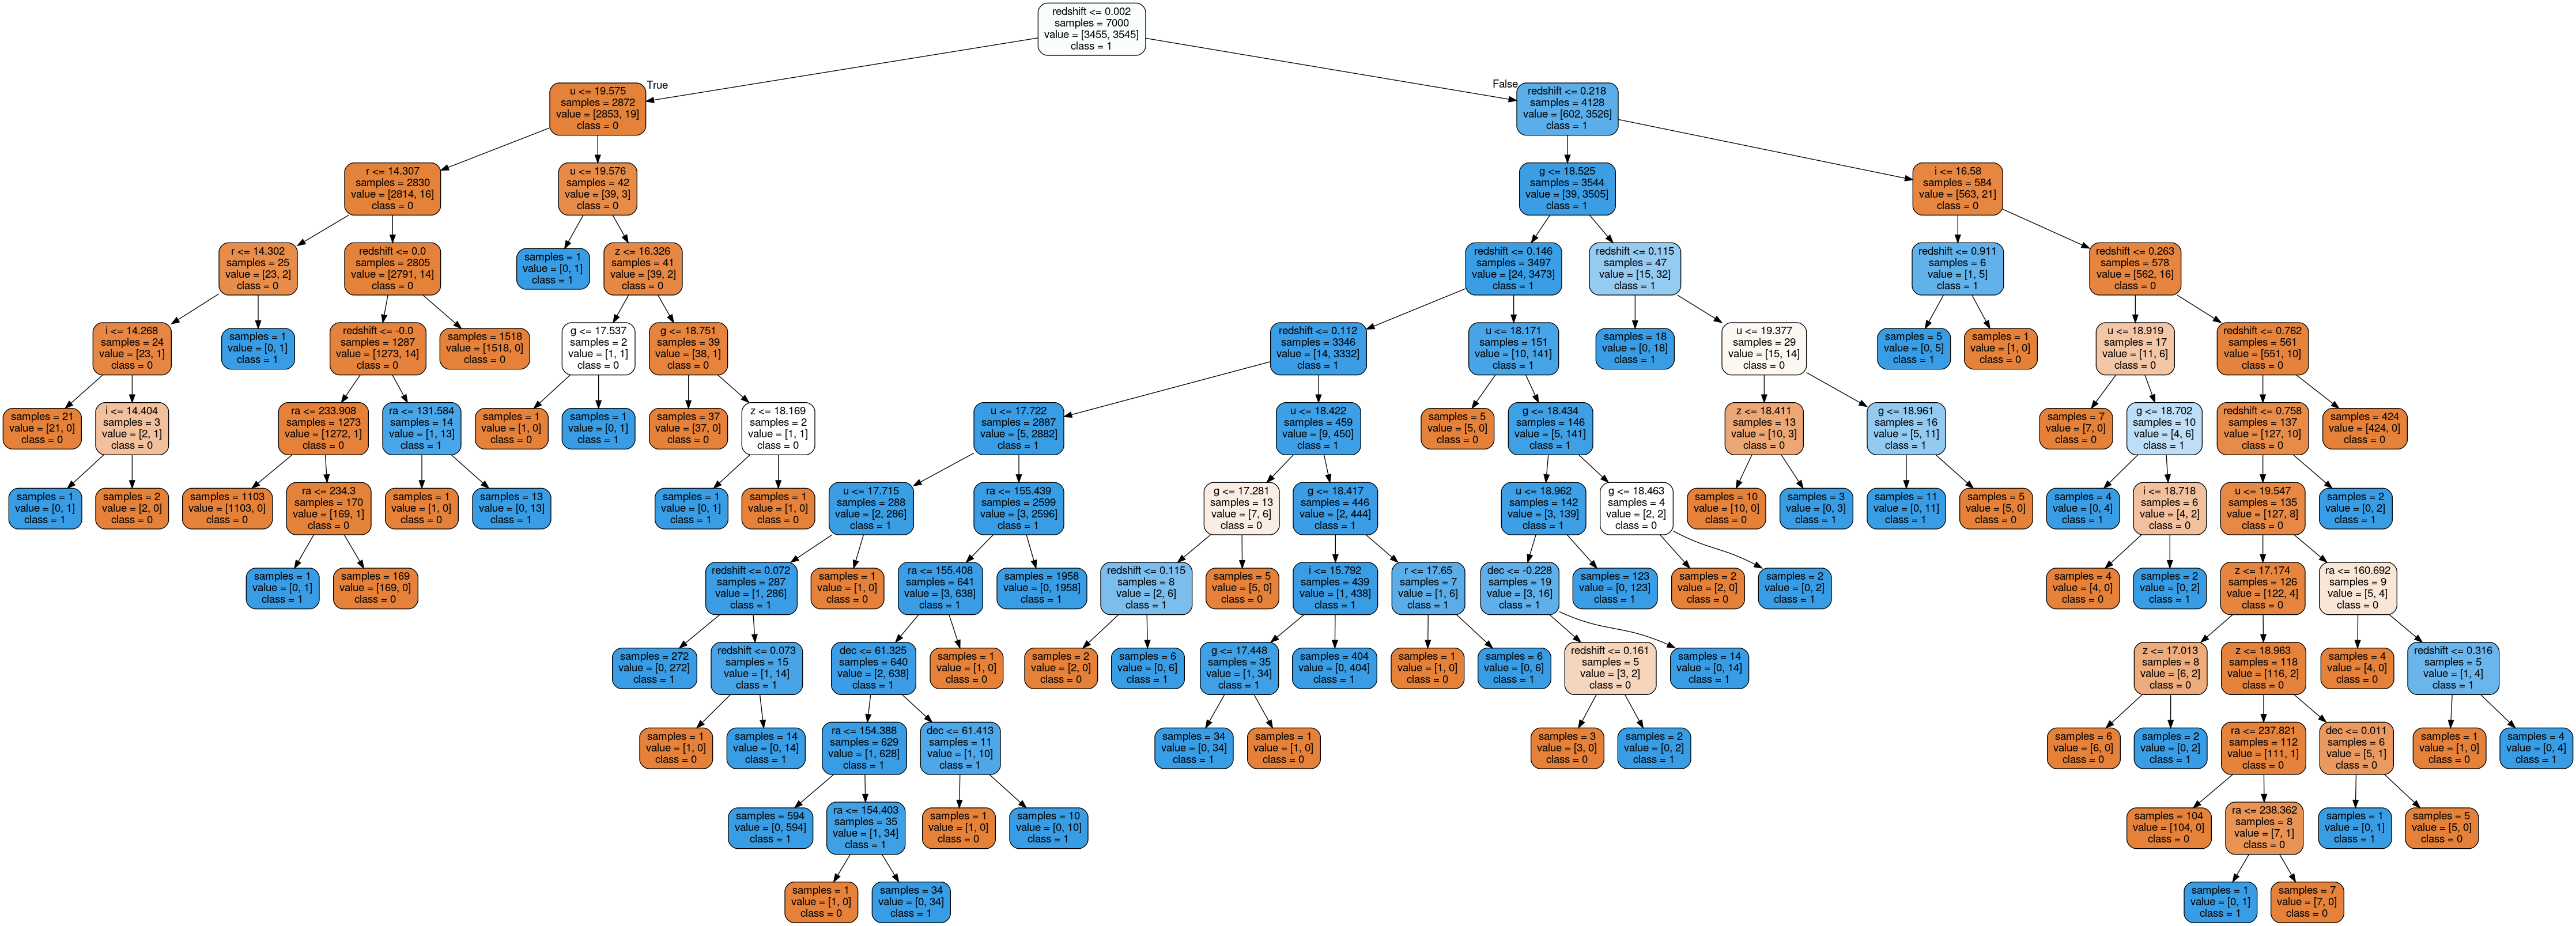 redshift <= 0.002
samples = 7000
value = [3455, 3545]
class = 1
True
False
u <= 19.575
samples = 2872
value = [2853, 19]
class = 0
redshift <= 0.218
samples = 4128
value = [602, 3526]
class = 1
r <= 14.307
samples = 2830
value = [2814, 16]
class = 0
u <= 19.576
samples = 42
value = [39, 3]
class = 0
g <= 18.525
samples = 3544
value = [39, 3505]
class = 1
i <= 16.58
samples = 584
value = [563, 21]
class = 0
r <= 14.302
samples = 25
value = [23, 2]
class = 0
redshift <= 0.0
samples = 2805
value = [2791, 14]
class = 0
samples = 1
value = [0, 1]
class = 1
z <= 16.326
samples = 41
value = [39, 2]
class = 0
redshift <= 0.146
samples = 3497
value = [24, 3473]
class = 1
redshift <= 0.115
samples = 47
value = [15, 32]
class = 1
redshift <= 0.911
samples = 6
value = [1, 5]
class = 1
redshift <= 0.263
samples = 578
value = [562, 16]
class = 0
i <= 14.268
samples = 24
value = [23, 1]
class = 0
samples = 1
value = [0, 1]
class = 1
redshift <= -0.0
samples = 1287
value = [1273, 14]
class = 0
samples = 1518
value = [1518, 0]
class = 0
g <= 17.537
samples = 2
value = [1, 1]
class = 0
g <= 18.751
samples = 39
value = [38, 1]
class = 0
redshift <= 0.112
samples = 3346
value = [14, 3332]
class = 1
u <= 18.171
samples = 151
value = [10, 141]
class = 1
samples = 18
value = [0, 18]
class = 1
u <= 19.377
samples = 29
value = [15, 14]
class = 0
samples = 5
value = [0, 5]
class = 1
samples = 1
value = [1, 0]
class = 0
u <= 18.919
samples = 17
value = [11, 6]
class = 0
redshift <= 0.762
samples = 561
value = [551, 10]
class = 0
samples = 21
value = [21, 0]
class = 0
i <= 14.404
samples = 3
value = [2, 1]
class = 0
ra <= 233.908
samples = 1273
value = [1272, 1]
class = 0
ra <= 131.584
samples = 14
value = [1, 13]
class = 1
samples = 1
value = [1, 0]
class = 0
samples = 1
value = [0, 1]
class = 1
samples = 37
value = [37, 0]
class = 0
z <= 18.169
samples = 2
value = [1, 1]
class = 0
u <= 17.722
samples = 2887
value = [5, 2882]
class = 1
u <= 18.422
samples = 459
value = [9, 450]
class = 1
samples = 5
value = [5, 0]
class = 0
g <= 18.434
samples = 146
value = [5, 141]
class = 1
z <= 18.411
samples = 13
value = [10, 3]
class = 0
g <= 18.961
samples = 16
value = [5, 11]
class = 1
samples = 7
value = [7, 0]
class = 0
g <= 18.702
samples = 10
value = [4, 6]
class = 1
redshift <= 0.758
samples = 137
value = [127, 10]
class = 0
samples = 424
value = [424, 0]
class = 0
samples = 1
value = [0, 1]
class = 1
samples = 2
value = [2, 0]
class = 0
samples = 1103
value = [1103, 0]
class = 0
ra <= 234.3
samples = 170
value = [169, 1]
class = 0
samples = 1
value = [1, 0]
class = 0
samples = 13
value = [0, 13]
class = 1
samples = 1
value = [0, 1]
class = 1
samples = 1
value = [1, 0]
class = 0
u <= 17.715
samples = 288
value = [2, 286]
class = 1
ra <= 155.439
samples = 2599
value = [3, 2596]
class = 1
g <= 17.281
samples = 13
value = [7, 6]
class = 0
g <= 18.417
samples = 446
value = [2, 444]
class = 1
u <= 18.962
samples = 142
value = [3, 139]
class = 1
g <= 18.463
samples = 4
value = [2, 2]
class = 0
samples = 10
value = [10, 0]
class = 0
samples = 3
value = [0, 3]
class = 1
samples = 11
value = [0, 11]
class = 1
samples = 5
value = [5, 0]
class = 0
samples = 4
value = [0, 4]
class = 1
i <= 18.718
samples = 6
value = [4, 2]
class = 0
u <= 19.547
samples = 135
value = [127, 8]
class = 0
samples = 2
value = [0, 2]
class = 1
samples = 1
value = [0, 1]
class = 1
samples = 169
value = [169, 0]
class = 0
redshift <= 0.072
samples = 287
value = [1, 286]
class = 1
samples = 1
value = [1, 0]
class = 0
ra <= 155.408
samples = 641
value = [3, 638]
class = 1
samples = 1958
value = [0, 1958]
class = 1
redshift <= 0.115
samples = 8
value = [2, 6]
class = 1
samples = 5
value = [5, 0]
class = 0
i <= 15.792
samples = 439
value = [1, 438]
class = 1
r <= 17.65
samples = 7
value = [1, 6]
class = 1
dec <= -0.228
samples = 19
value = [3, 16]
class = 1
samples = 123
value = [0, 123]
class = 1
samples = 2
value = [2, 0]
class = 0
samples = 2
value = [0, 2]
class = 1
samples = 4
value = [4, 0]
class = 0
samples = 2
value = [0, 2]
class = 1
z <= 17.174
samples = 126
value = [122, 4]
class = 0
ra <= 160.692
samples = 9
value = [5, 4]
class = 0
samples = 272
value = [0, 272]
class = 1
redshift <= 0.073
samples = 15
value = [1, 14]
class = 1
dec <= 61.325
samples = 640
value = [2, 638]
class = 1
samples = 1
value = [1, 0]
class = 0
samples = 2
value = [2, 0]
class = 0
samples = 6
value = [0, 6]
class = 1
g <= 17.448
samples = 35
value = [1, 34]
class = 1
samples = 404
value = [0, 404]
class = 1
samples = 1
value = [1, 0]
class = 0
samples = 6
value = [0, 6]
class = 1
redshift <= 0.161
samples = 5
value = [3, 2]
class = 0
samples = 14
value = [0, 14]
class = 1
z <= 17.013
samples = 8
value = [6, 2]
class = 0
z <= 18.963
samples = 118
value = [116, 2]
class = 0
samples = 4
value = [4, 0]
class = 0
redshift <= 0.316
samples = 5
value = [1, 4]
class = 1
samples = 1
value = [1, 0]
class = 0
samples = 14
value = [0, 14]
class = 1
ra <= 154.388
samples = 629
value = [1, 628]
class = 1
dec <= 61.413
samples = 11
value = [1, 10]
class = 1
samples = 34
value = [0, 34]
class = 1
samples = 1
value = [1, 0]
class = 0
samples = 3
value = [3, 0]
class = 0
samples = 2
value = [0, 2]
class = 1
samples = 6
value = [6, 0]
class = 0
samples = 2
value = [0, 2]
class = 1
ra <= 237.821
samples = 112
value = [111, 1]
class = 0
dec <= 0.011
samples = 6
value = [5, 1]
class = 0
samples = 1
value = [1, 0]
class = 0
samples = 4
value = [0, 4]
class = 1
samples = 594
value = [0, 594]
class = 1
ra <= 154.403
samples = 35
value = [1, 34]
class = 1
samples = 1
value = [1, 0]
class = 0
samples = 10
value = [0, 10]
class = 1
samples = 104
value = [104, 0]
class = 0
ra <= 238.362
samples = 8
value = [7, 1]
class = 0
samples = 1
value = [0, 1]
class = 1
samples = 5
value = [5, 0]
class = 0
samples = 1
value = [1, 0]
class = 0
samples = 34
value = [0, 34]
class = 1
samples = 1
value = [0, 1]
class = 1
samples = 7
value = [7, 0]
class = 0